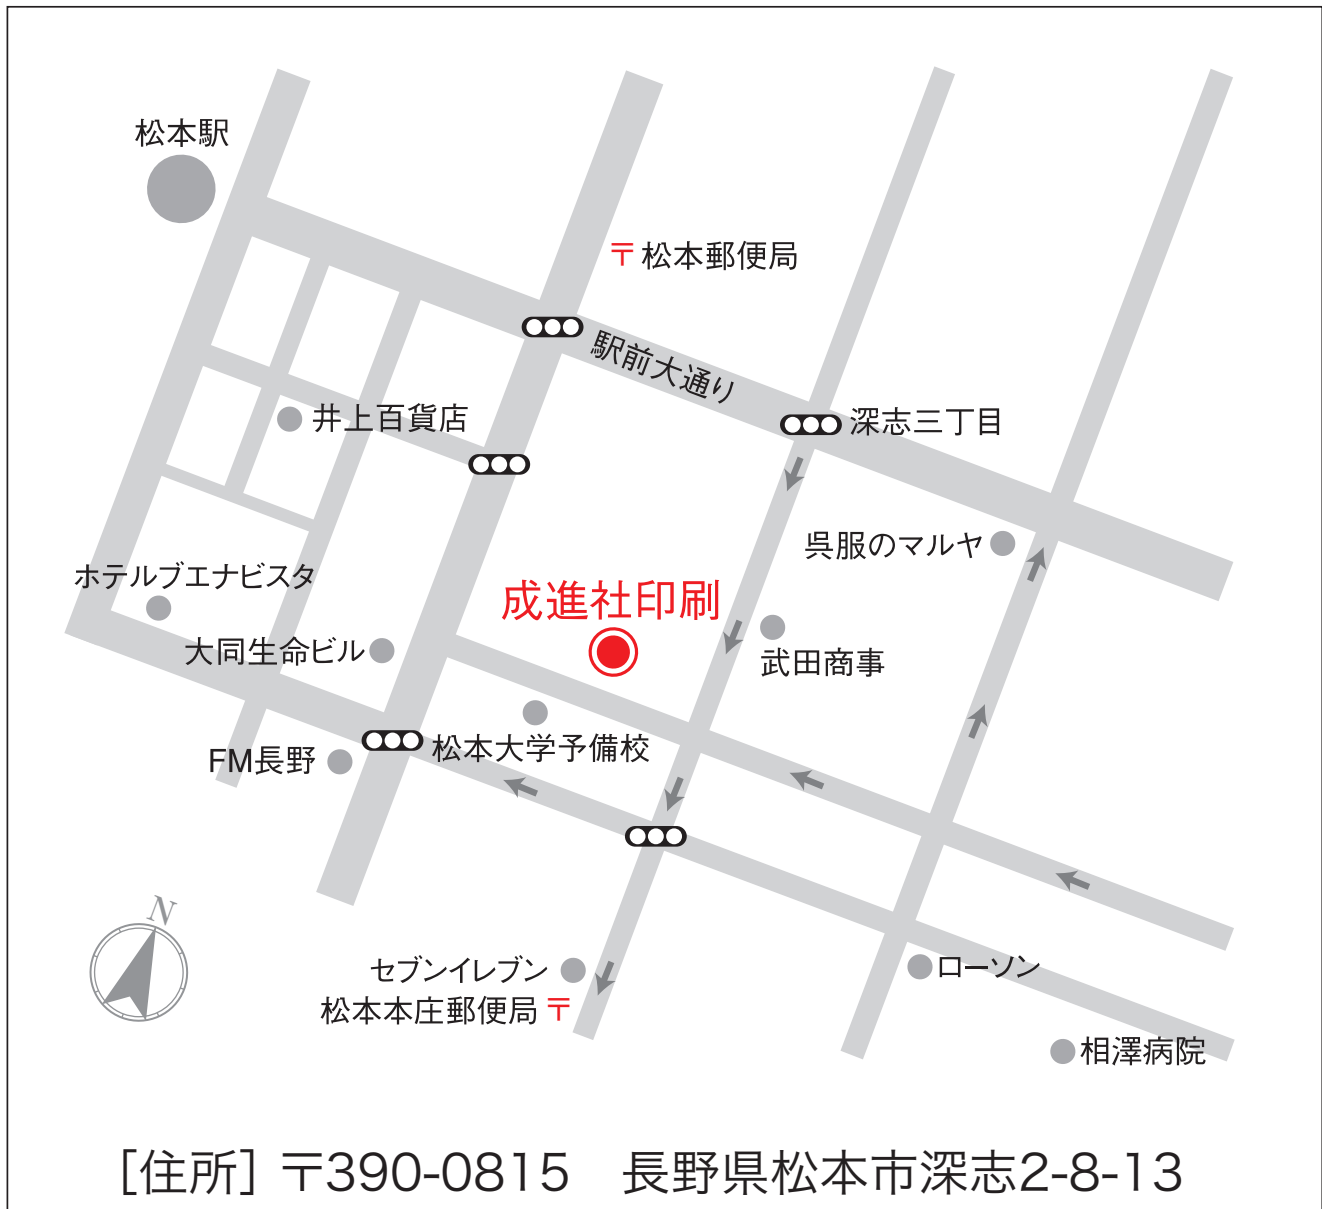 松本駅
〒松本郵便局
駅前大通り
井上百貨店
深志三丁目
呉服のマルヤ
ホテルブエナビスタ
成進社印刷
大同生命ビル
武田商事
松本大学予備校
FM長野
N
セブンイレブン
松本本庄郵便局〒
ローソン
相澤病院
［住所］〒390-0815　長野県松本市深志2-8-13